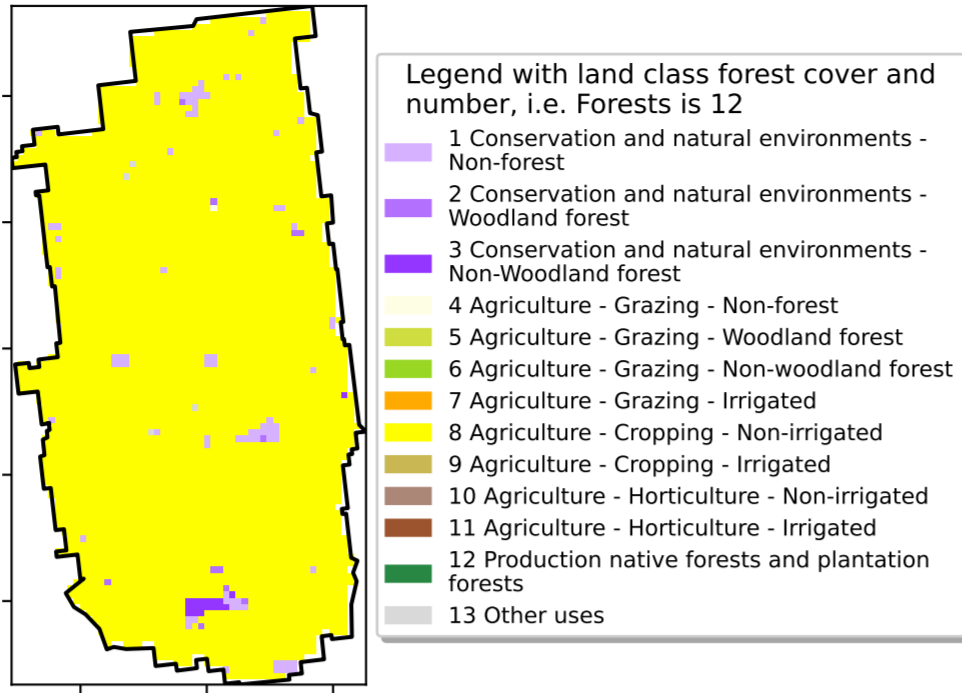 Legend with land class forest cover and
number, i.e. Forests is 12
1 Conservation and natural environments -
Non-forest
2 Conservation and natural environments -
Woodland forest
3 Conservation and natural environments -
Non-Woodland forest
4 Agriculture - Grazing - Non-forest
5 Agriculture - Grazing - Woodland forest
6 Agriculture - Grazing - Non-woodland forest
7 Agriculture - Grazing - Irrigated
8 Agriculture - Cropping - Non-irrigated
9 Agriculture - Cropping - Irrigated
10 Agriculture - Horticulture - Non-irrigated
11 Agriculture - Horticulture - Irrigated
12 Production native forests and plantation
forests
13 Other uses